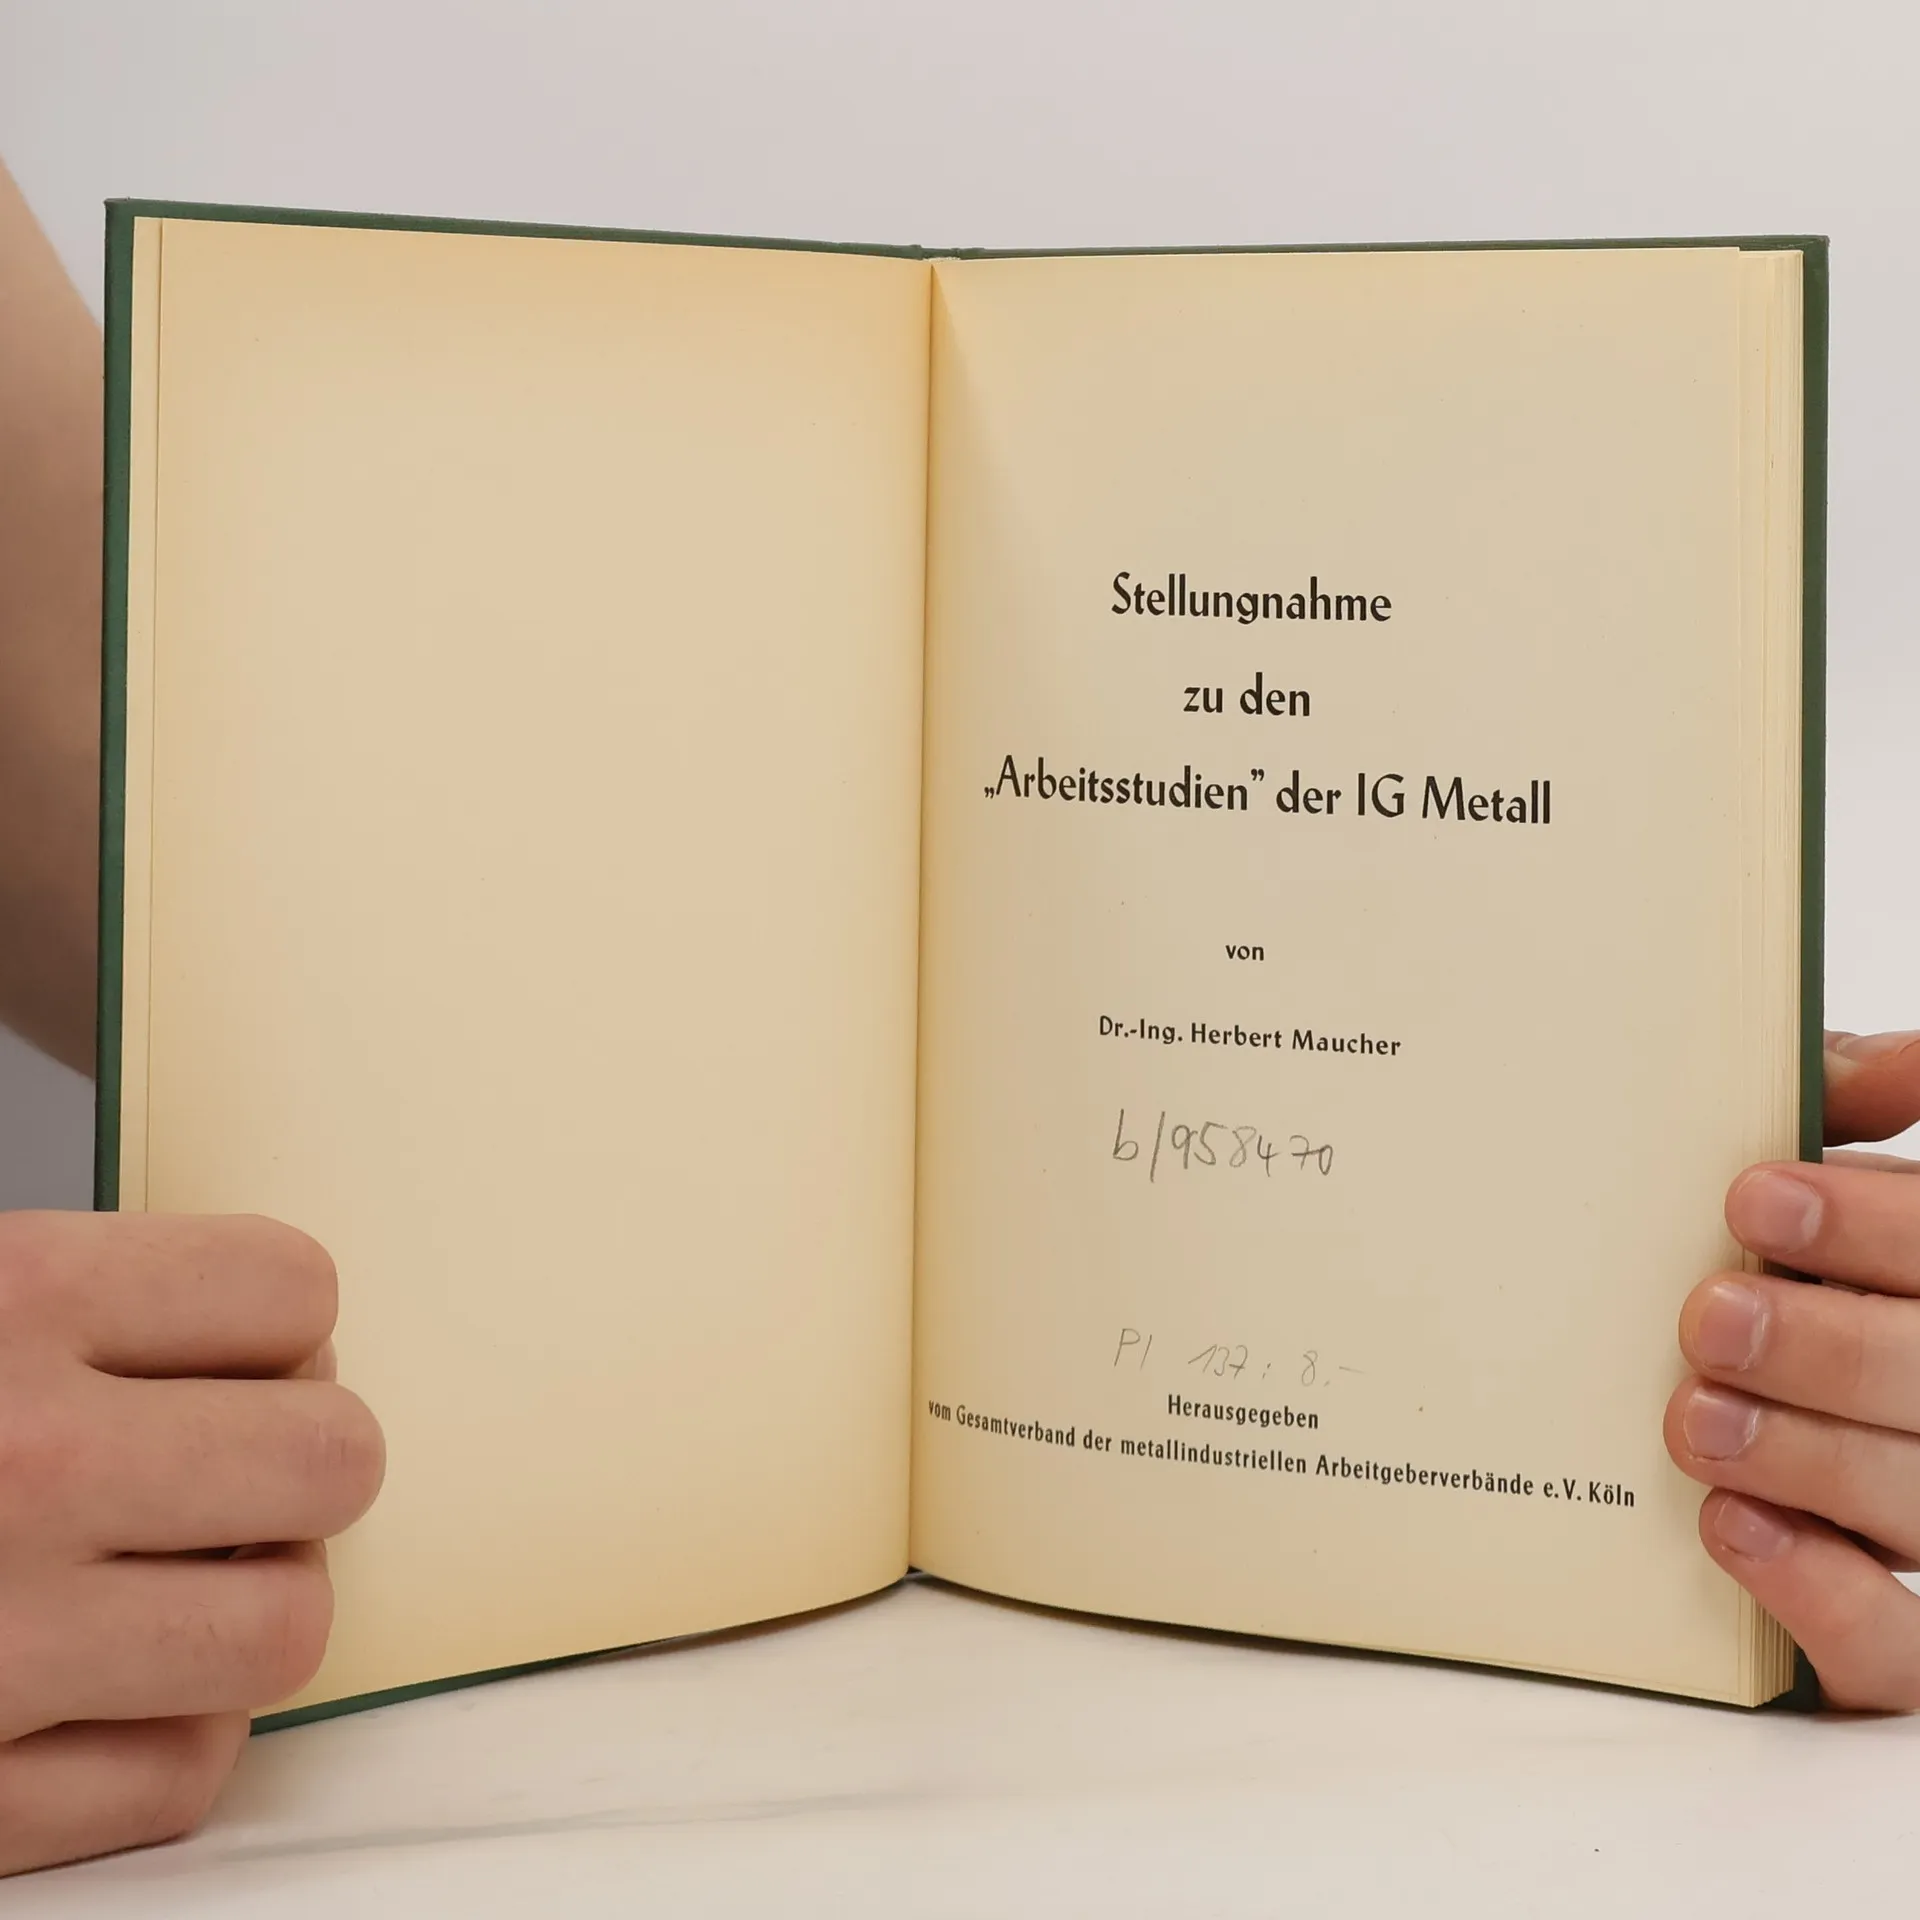 Stellungnahme
zu den
„Arbeitsstudien” der IG Metall
von
Dr.-Ing. Herbert Maucher
b/958470
PI 137: 8.-
Herausgegeben
vom Gesamtverband der metallindustriellen Arbeitgeberverbände e.V. Köln